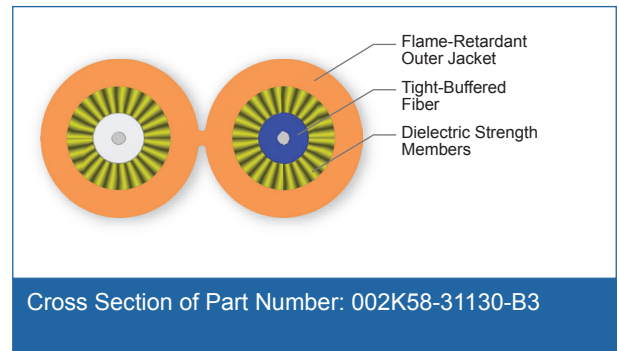 Flame-Retardant
Outer Jacket
Tight-Buffered
Fiber
Dielectric Strength
Members
Cross Section of Part Number: 002K58-31130-B3